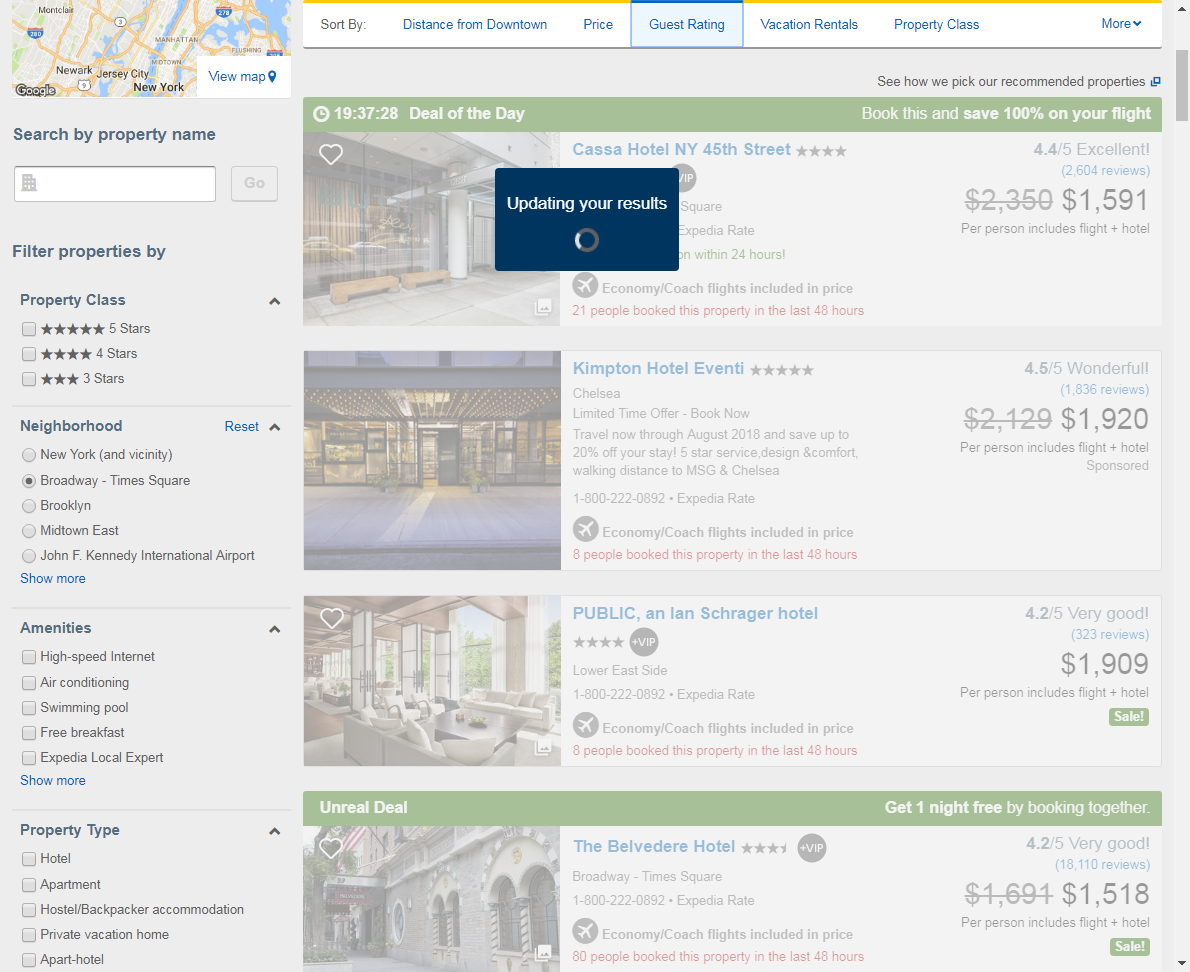 Montclair
280
3
278
MANHATTAN
MIDTOWN
FLUSHING
Newark
Jersey City
9
New York
Google
View map
Search by property name
Go
Filter properties by
Property Class
5 Stars
4 Stars
3 Stars
Neighborhood Reset
New York (and vicinity)
Broadway - Times Square
Brooklyn
Midtown East
John F. Kennedy International Airport
Show more
Amenities
High-speed Internet
Air conditioning
Swimming pool
Free breakfast
Expedia Local Expert
Show more
Property Type
Hotel
Apartment
Hostel/Backpacker accommodation
Private vacation home
Apart-hotel
Sort By: Distance from Downtown Price Guest Rating Vacation Rentals Property Class More
See how we pick our recommended properties
19:37:28 Deal of the Day Book this and save 100% on your flight
Cassa Hotel NY 45th Street
VIP
Square
Expedia Rate
on within 24 hours!
Economy/Coach flights included in price
21 people booked this property in the last 48 hours
4.4/5 Excellent!
(2,604 reviews)
$2,350 $1,591
Per person includes flight + hotel
Updating your results
Kimpton Hotel Eventi
Chelsea
Limited Time Offer - Book Now
Travel now through August 2018 and save up to
20% off your stay! 5 star service,design &comfort,
walking distance to MSG & Chelsea
1-800-222-0892 • Expedia Rate
Economy/Coach flights included in price
8 people booked this property in the last 48 hours
4.5/5 Wonderful!
(1,836 reviews)
$2,129 $1,920
Per person includes flight + hotel
Sponsored
PUBLIC, an Ian Schrager hotel
+VIP
Lower East Side
1-800-222-0892 • Expedia Rate
Economy/Coach flights included in price
8 people booked this property in the last 48 hours
4.2/5 Very good!
(323 reviews)
$1,909
Per person includes flight + hotel
Sale!
Unreal Deal Get 1 night free by booking together.
The Belvedere Hotel +VIP
Broadway - Times Square
1-800-222-0892 • Expedia Rate
Economy/Coach flights included in price
80 people booked this property in the last 48 hours
4.2/5 Very good!
(18,110 reviews)
$1,691 $1,518
Per person includes flight + hotel
Sale!